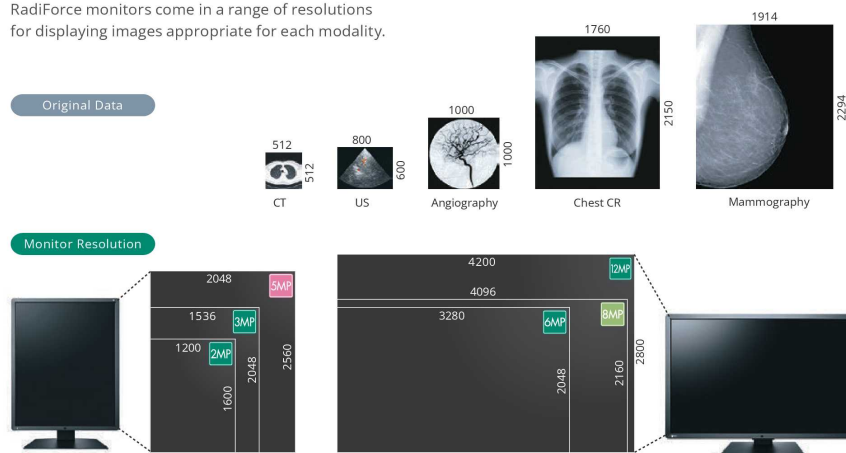 RadiForce monitors come in a range of resolutions
for displaying images appropriate for each modality.
Original Data
512
512
CT
800
600
US
1000
1000
Angiography
1760
2150
Chest CR
1914
2294
Mammography
Monitor Resolution
2048
5MP
2560
1536
3MP
2048
1200
2MP
1600
4200
12MP
2800
4096
8MP
2160
3280
6MP
2048